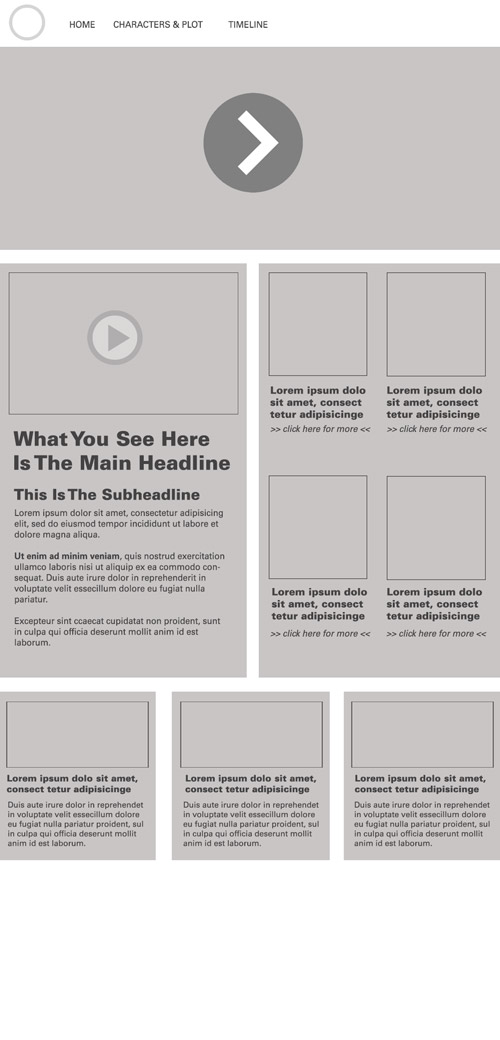 HOME CHARACTERS & PLOT TIMELINE
What You See Here
Is The Main Headline
This Is The Subheadline
Lorem ipsum dolor sit amet, consectetur adipisicing
elit, sed do eiusmod tempor incididunt ut labore et
dolore magna aliqua.
Ut enim ad minim veniam, quis nostrud exercitation
ullamco laboris nisi ut aliquip ex ea commodo con-
sequat. Duis aute irure dolor in reprehenderit in
voluptate velit essecillum dolore eu fugiat nulla
pariatur.
Excepteur sint ccaecat cupidatat non proident, sunt
in culpa qui officia deserunt mollit anim id est
laborum.
Lorem ipsum dolo
sit amet, consect
tetur adipisicinge
>> click here for more <<
Lorem ipsum dolo
sit amet, consect
tetur adipisicinge
>> click here for more <<
Lorem ipsum dolo
sit amet, consect
tetur adipisicinge
>> click here for more <<
Lorem ipsum dolo
sit amet, consect
tetur adipisicinge
>> click here for more <<
Lorem ipsum dolo sit amet,
consect tetur adipisicinge
Duis aute irure dolor in reprehendet
in voluptate velit essecillum dolore
eu fugiat nulla pariatur proident, sul
in culpa qui officia deserunt mollit
anim id est laborum.
Lorem ipsum dolo sit amet,
consect tetur adipisicinge
Duis aute irure dolor in reprehendet
in voluptate velit essecillum dolore
eu fugiat nulla pariatur proident, sul
in culpa qui officia deserunt mollit
anim id est laborum.
Lorem ipsum dolo sit amet,
consect tetur adipisicinge
Duis aute irure dolor in reprehendet
in voluptate velit essecillum dolore
eu fugiat nulla pariatur proident, sul
in culpa qui officia deserunt mollit
anim id est laborum.